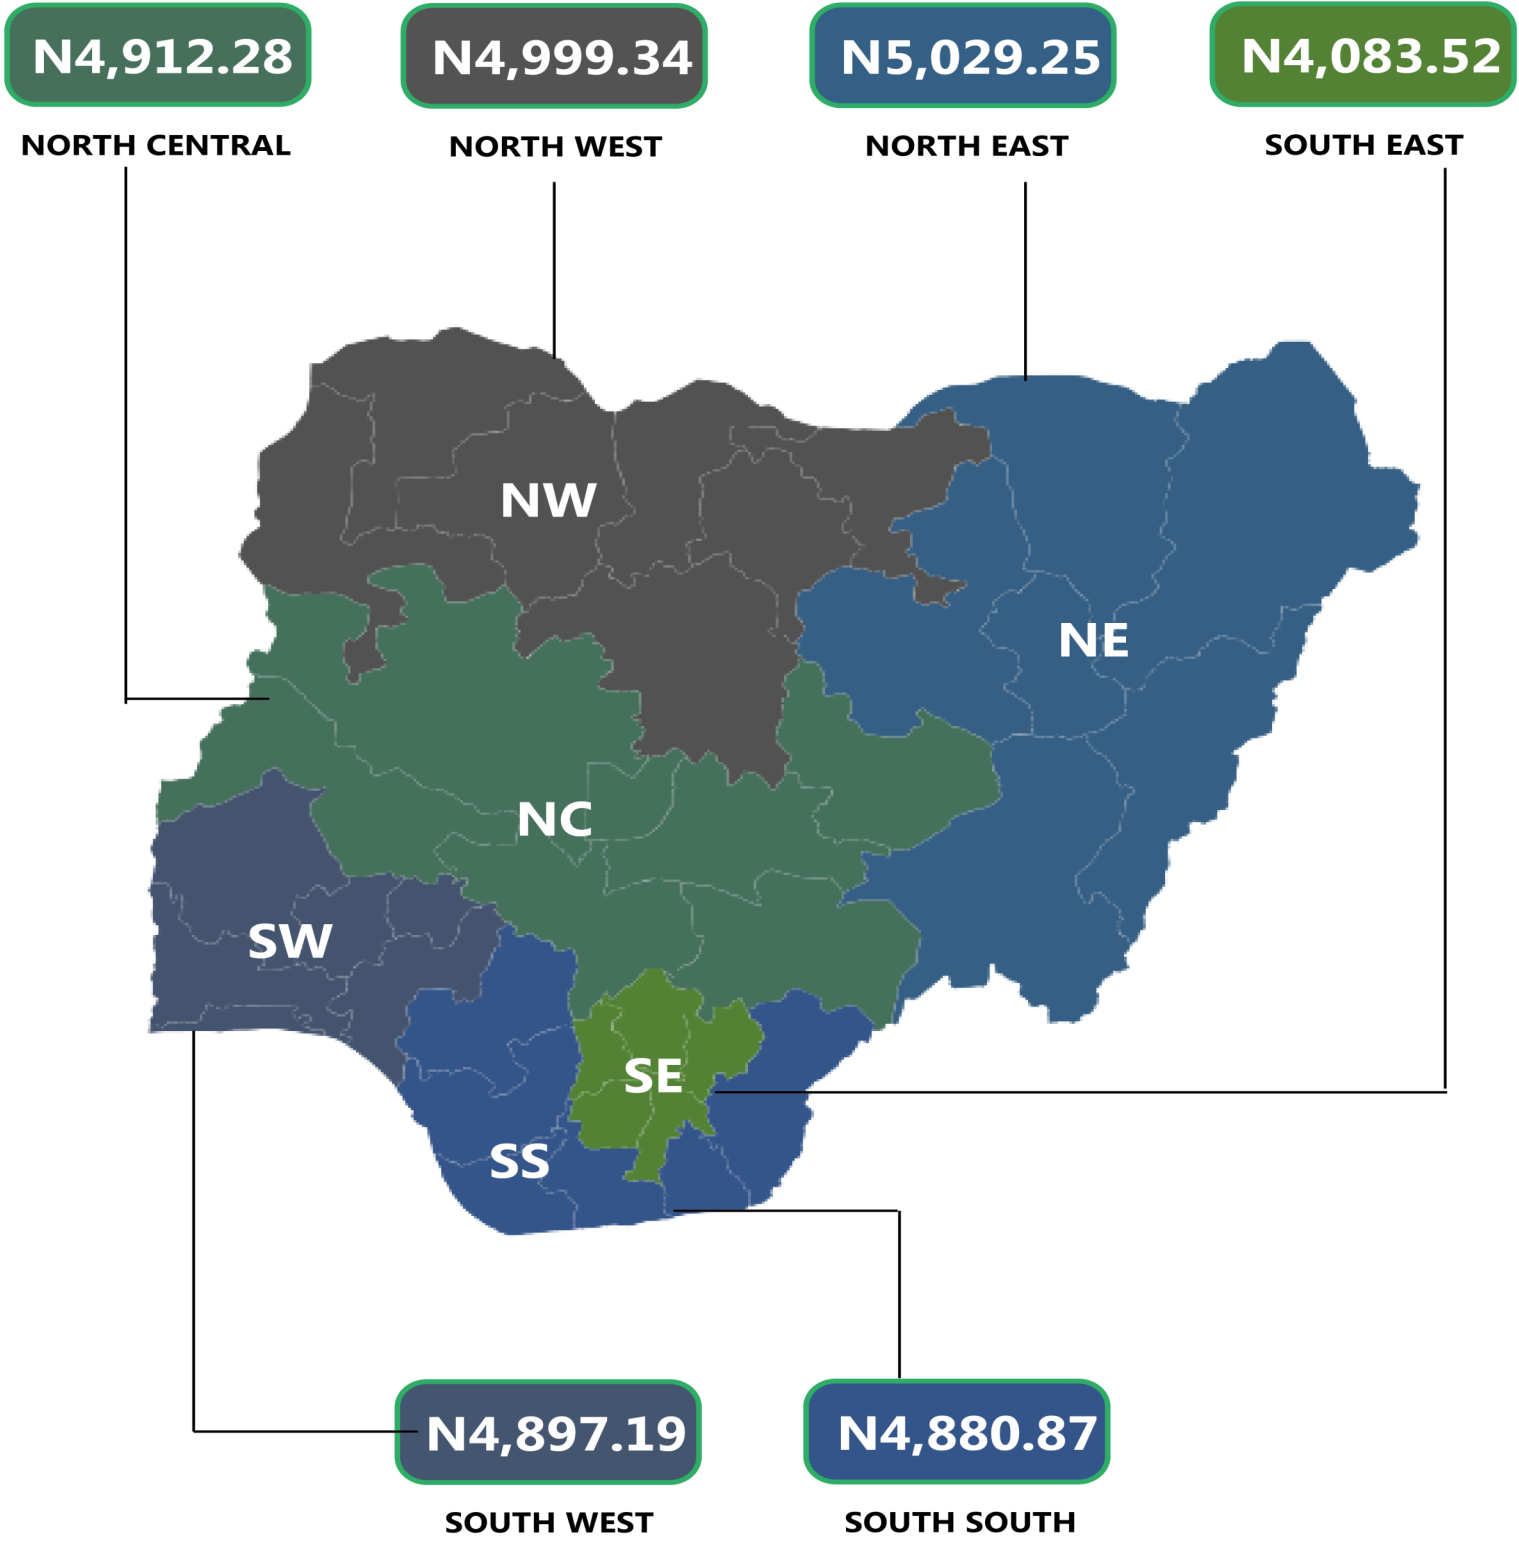 N4,912.28
N4,999.34
N5,029.25
N4,083.52
NORTH CENTRAL
NORTH WEST
NORTH EAST
SOUTH EAST
NW
NE
NC
SW
SE
SS
N4,897.19
N4,880.87
SOUTH WEST
SOUTH SOUTH